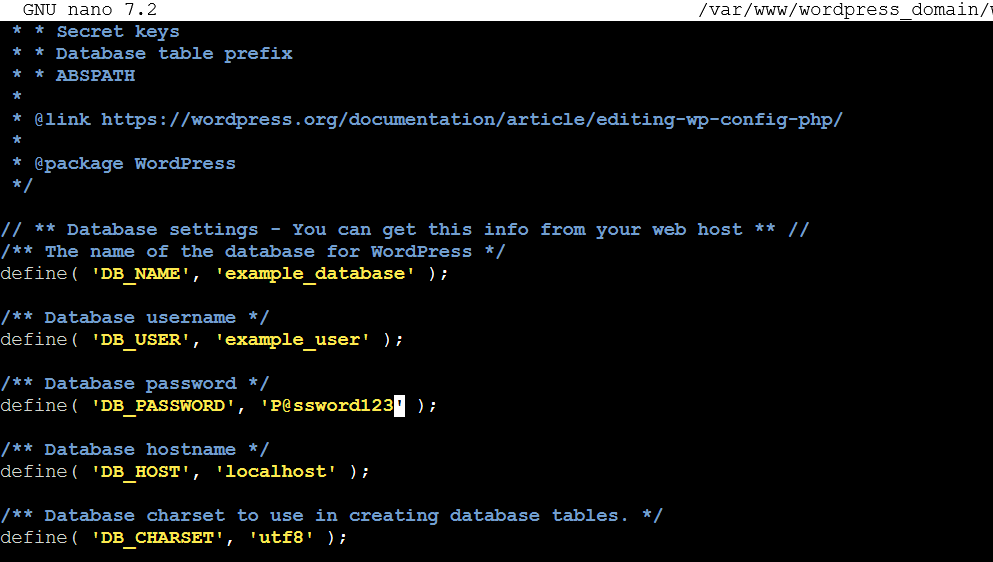 GNU nano 7.2 /var/www/wordpress_domain/
* * Secret keys
* * Database table prefix
* * ABSPATH
*
* @link https://wordpress.org/documentation/article/editing-wp-config-php/
*
* @package WordPress
*/
// ** Database settings - You can get this info from your web host ** //
/** The name of the database for WordPress */
define( 'DB_NAME', 'example_database' );
/** Database username */
define( 'DB_USER', 'example_user' );
/** Database password */
define( 'DB_PASSWORD', 'P@ssword123' );
/** Database hostname */
define( 'DB_HOST', 'localhost' );
/** Database charset to use in creating database tables. */
define( 'DB_CHARSET', 'utf8' );